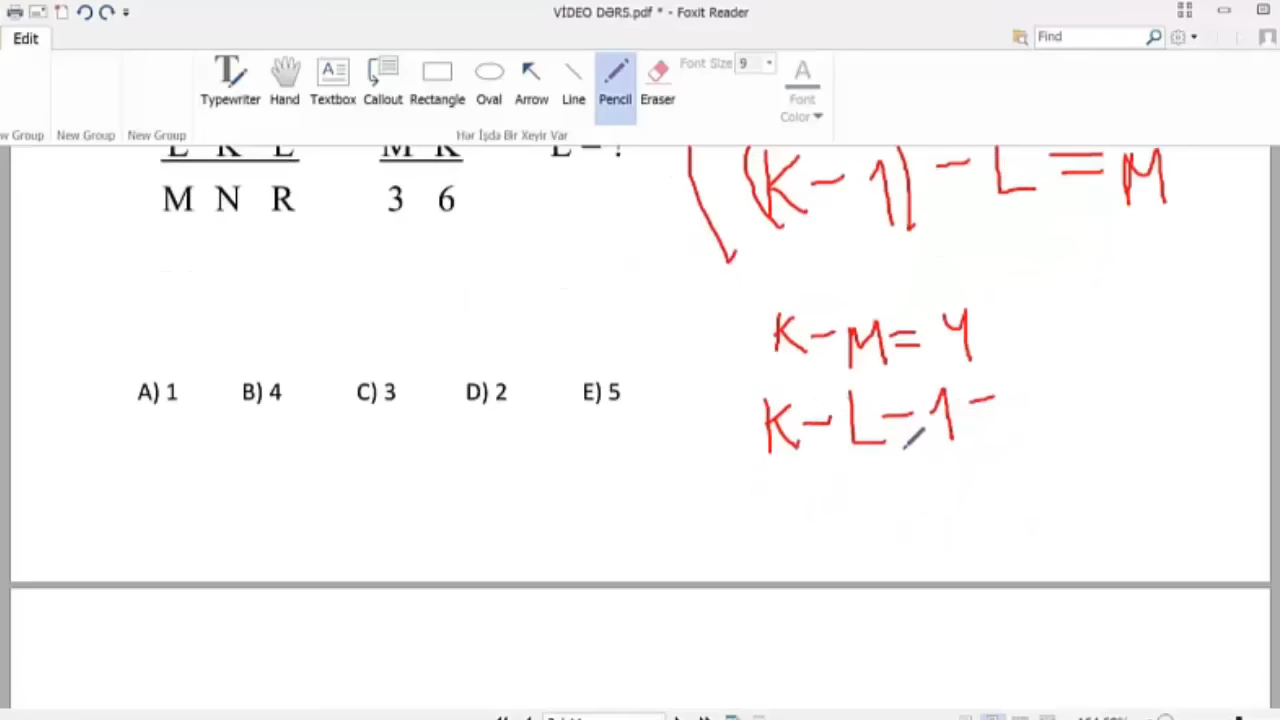 VİDEO DƏRS.pdf * - Foxit Reader
Edit
Find
Typewriter Hand Textbox Callout Rectangle Oval Arrow Line Pencil Eraser
Font Size 9
Font Color
New Group New Group
Hər İşdə Bir Xeyir Var
L K L M K L = ?
M N R 3 6
(K - 1) - L = M
K - M = 4
K - L - 1 -
A) 1 B) 4 C) 3 D) 2 E) 5